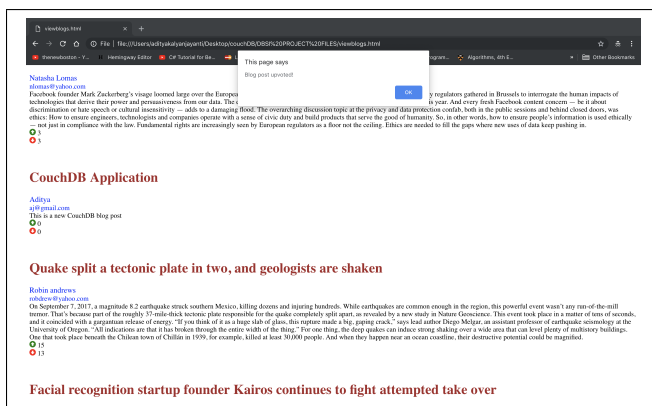 viewblogs.html
File | file:///Users/adityakalyanjayanti/Desktop/couchDB/DBSI%20PROJECT%20FILES/viewblogs.html
thenewboston - Y... Hemingway Editor C# Tutorial for Be... Algorithms, 4th E... » Other Bookmarks
This page says
Blog post upvoted!
OK
Natasha Lomas
nlomas@yahoo.com
Facebook founder Mark Zuckerberg's visage loomed large over the Europea y regulators gathered in Brussels to interrogate the human impacts of
technologies that derive their power and persuasiveness from our data. The e is year. And every fresh Facebook content concern — be it about
discrimination or hate speech or cultural insensitivity — adds to a damaging flood. The overarching discussion topic at the privacy and data protection confab, both in the public sessions and behind closed doors, was
ethics: How to ensure engineers, technologists and companies operate with a sense of civic duty and build products that serve the good of humanity. So, in other words, how to ensure people's information is used ethically
— not just in compliance with the law. Fundamental rights are increasingly seen by European regulators as a floor not the ceiling. Ethics are needed to fill the gaps where new uses of data keep pushing in.
3
3
CouchDB Application
Aditya
aj@gmail.com
This is a new CouchDB blog post
0
0
Quake split a tectonic plate in two, and geologists are shaken
Robin andrews
robdrew@yahoo.com
On September 7, 2017, a magnitude 8.2 earthquake struck southern Mexico, killing dozens and injuring hundreds. While earthquakes are common enough in the region, this powerful event wasn't any run-of-the-mill
tremor. That's because part of the roughly 37-mile-thick tectonic plate responsible for the quake completely split apart, as revealed by a new study in Nature Geoscience. This event took place in a matter of tens of seconds,
and it coincided with a gargantuan release of energy. "If you think of it as a huge slab of glass, this rupture made a big, gaping crack," says lead author Diego Melgar, an assistant professor of earthquake seismology at the
University of Oregon. "All indications are that it has broken through the entire width of the thing." For one thing, the deep quakes can induce strong shaking over a wide area that can level plenty of multistory buildings.
One that took place beneath the Chilean town of Chillán in 1939, for example, killed at least 30,000 people. And when they happen near an ocean coastline, their destructive potential could be magnified.
15
13
Facial recognition startup founder Kairos continues to fight attempted take over